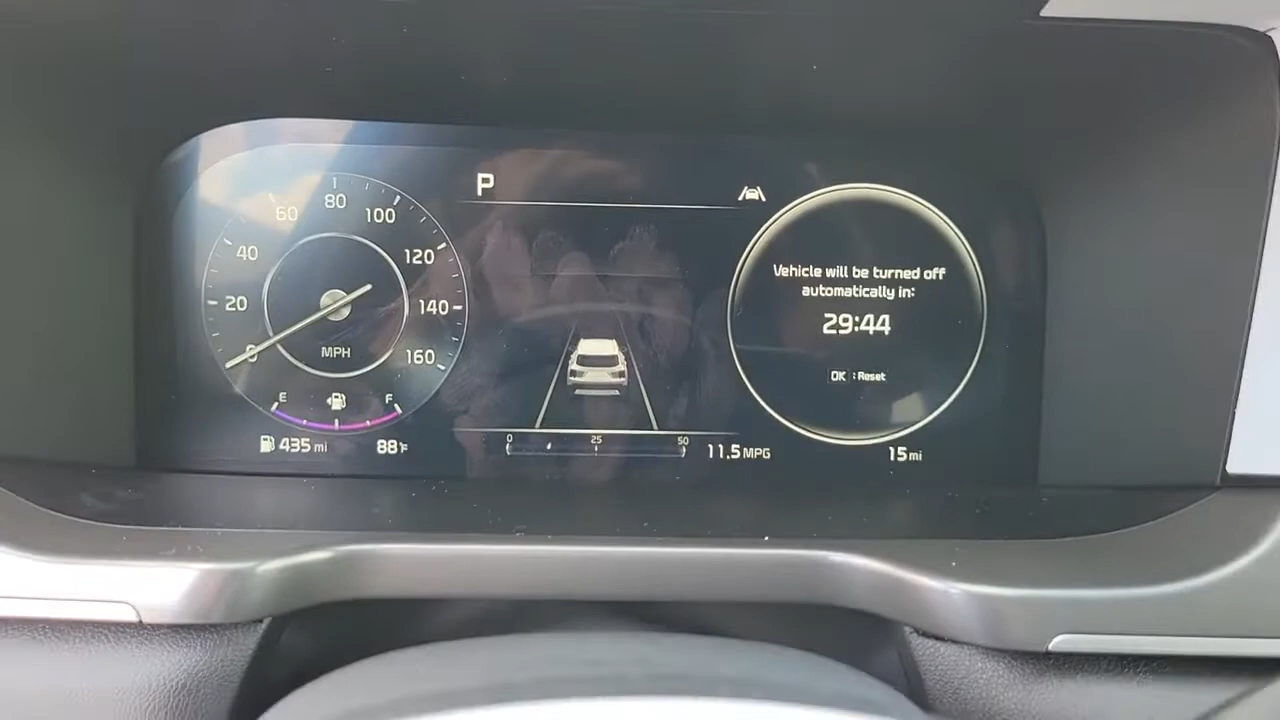 P
0
20
40
60
80
100
120
140
160
MPH
E
F
435 mi
88°F
0
25
50
11.5 MPG
Vehicle will be turned off
automatically in:
29:44
OK : Reset
15 mi